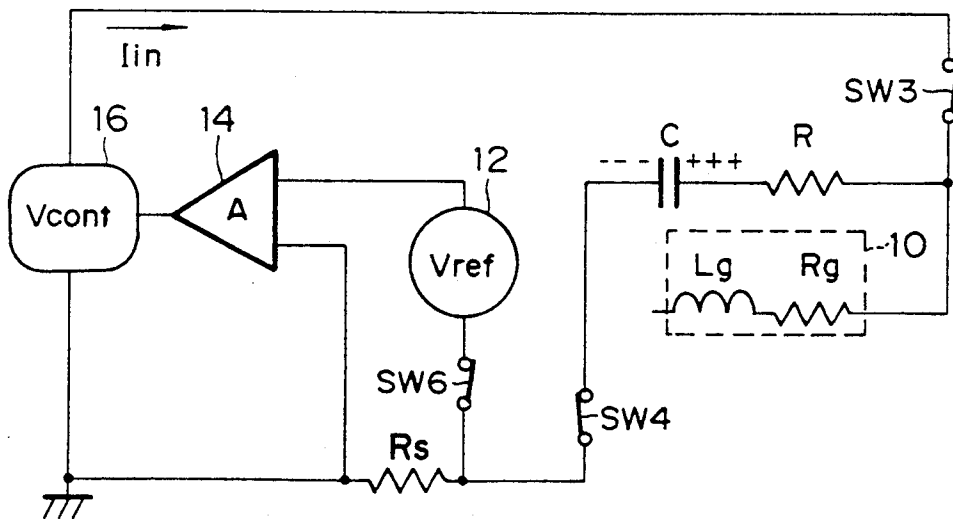 Iin
SW3
16
14
C
R
--- +++
12
Vcont
A
Vref
10
Lg
Rg
SW6
SW4
Rs